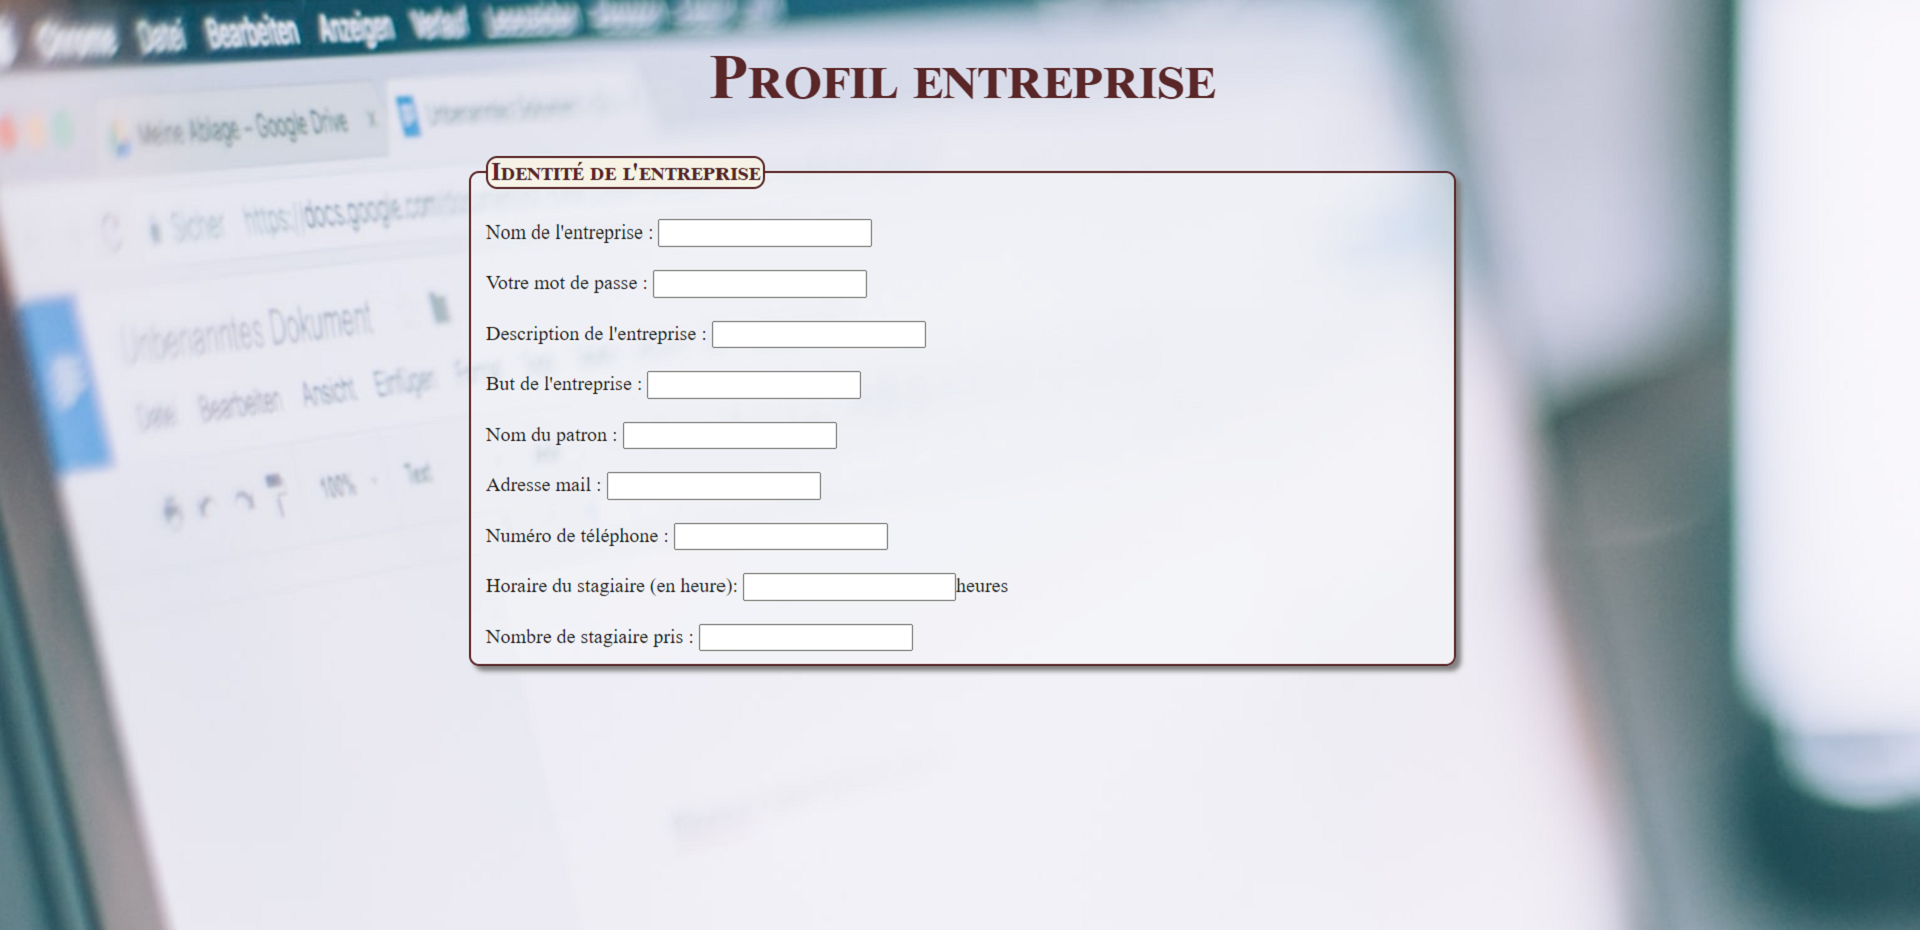 Chrome Datei Bearbeiten Anzeigen Verlauf Lesezeichen
Profil entreprise
Meine Ablage – Google Drive x Unbenanntes Dokument
Sicher https://docs.google.com/
Identité de l'entreprise
Nom de l'entreprise :
Votre mot de passe :
Description de l'entreprise :
Unbenanntes Dokument
But de l'entreprise :
Datei Bearbeiten Ansicht Einfügen
Nom du patron :
Adresse mail :
100% Text
Numéro de téléphone :
Horaire du stagiaire (en heure): heures
Nombre de stagiaire pris :